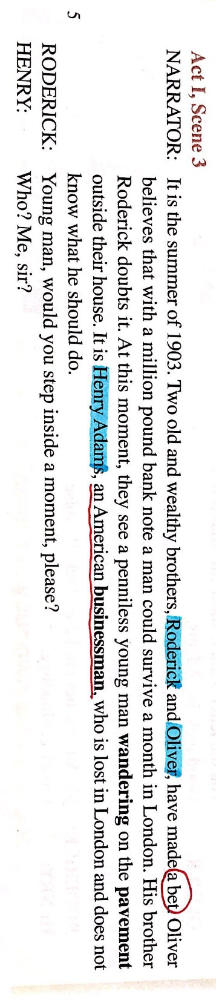 Act I, Scene 3
NARRATOR: It is the summer of 1903. Two old and wealthy brothers, Roderick and Oliver, have made a bet. Oliver
believes that with a million pound bank note a man could survive a month in London. His brother
Roderick doubts it. At this moment, they see a penniless young man wandering on the pavement
outside their house. It is Henry Adams, an American businessman, who is lost in London and does not
5 know what he should do.
RODERICK: Young man, would you step inside a moment, please?
HENRY: Who? Me, sir?